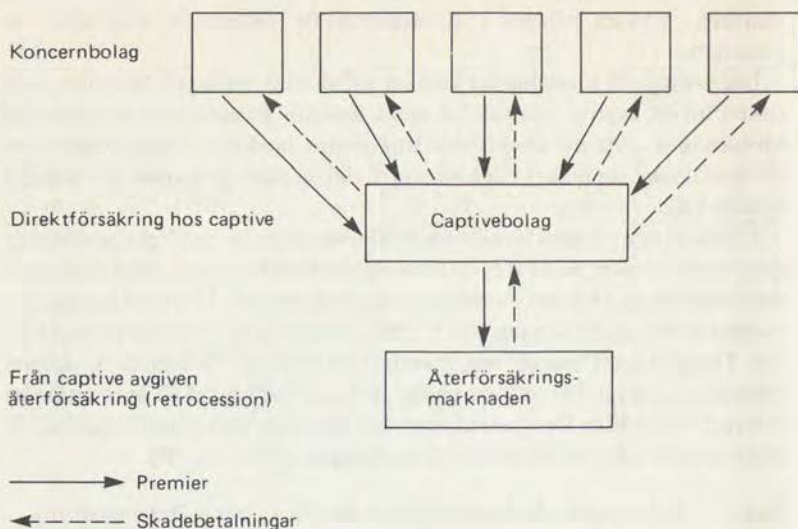 Koncernbolag
Direktförsäkring hos captive
Captivebolag
Från captive avgiven
återförsäkring (retrocession)
Återförsäkrings-
marknaden
Premier
Skadebetalningar